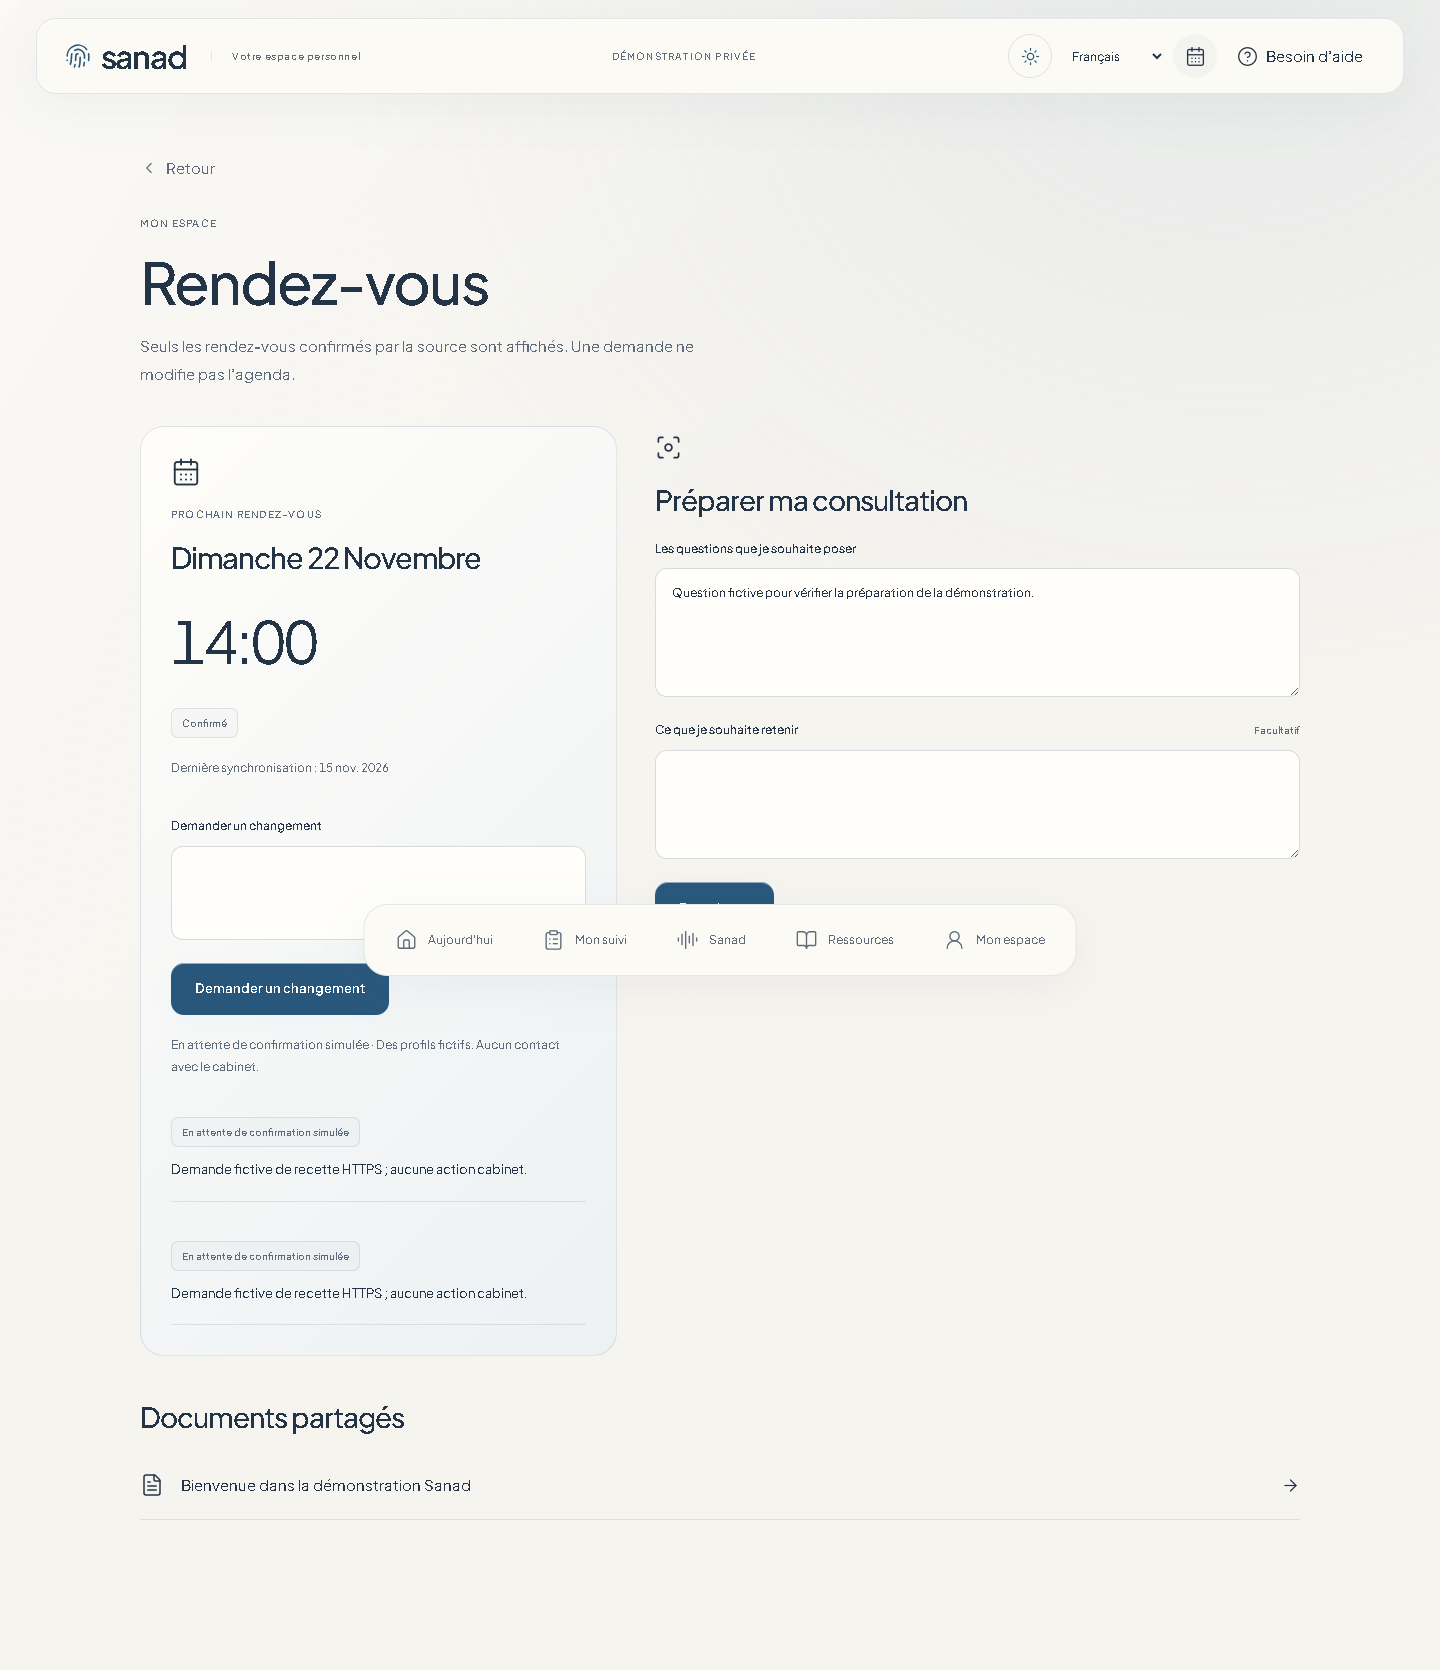 sanad
Votre espace personnel
DÉMONSTRATION PRIVÉE
Français
Besoin d’aide
Retour
MON ESPACE
Rendez-vous
Seuls les rendez-vous confirmés par la source sont affichés. Une demande ne
modifie pas l’agenda.
PROCHAIN RENDEZ-VOUS
Dimanche 22 Novembre
14:00
Confirmé
Dernière synchronisation : 15 nov. 2026
Demander un changement
Demander un changement
En attente de confirmation simulée · Des profils fictifs. Aucun contact
avec le cabinet.
En attente de confirmation simulée
Demande fictive de recette HTTPS ; aucune action cabinet.
En attente de confirmation simulée
Demande fictive de recette HTTPS ; aucune action cabinet.
Préparer ma consultation
Les questions que je souhaite poser
Question fictive pour vérifier la préparation de la démonstration.
Ce que je souhaite retenir
Facultatif
Aujourd’hui
Mon suivi
Sanad
Ressources
Mon espace
Documents partagés
Bienvenue dans la démonstration Sanad